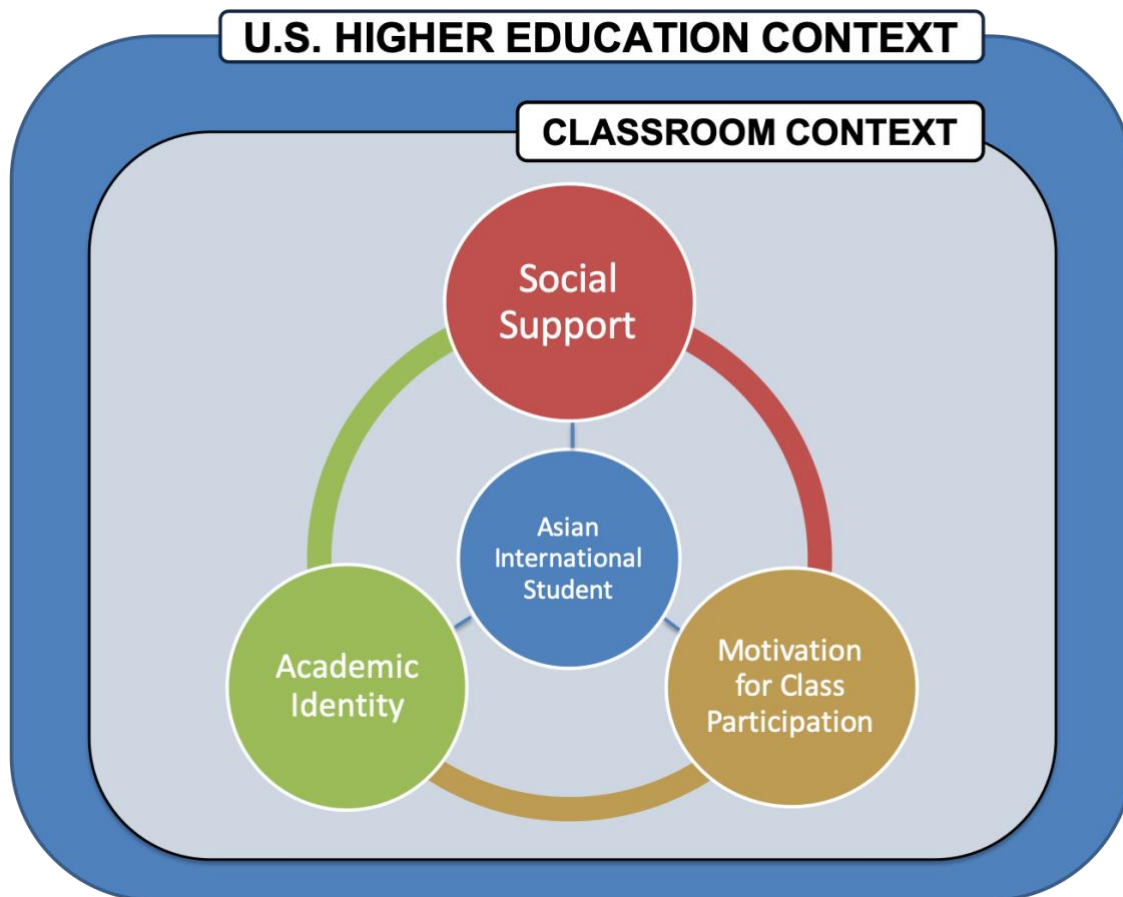 U.S. HIGHER EDUCATION CONTEXT
CLASSROOM CONTEXT
Social
Support
Asian
International
Student
Academic
Identity
Motivation
for Class
Participation